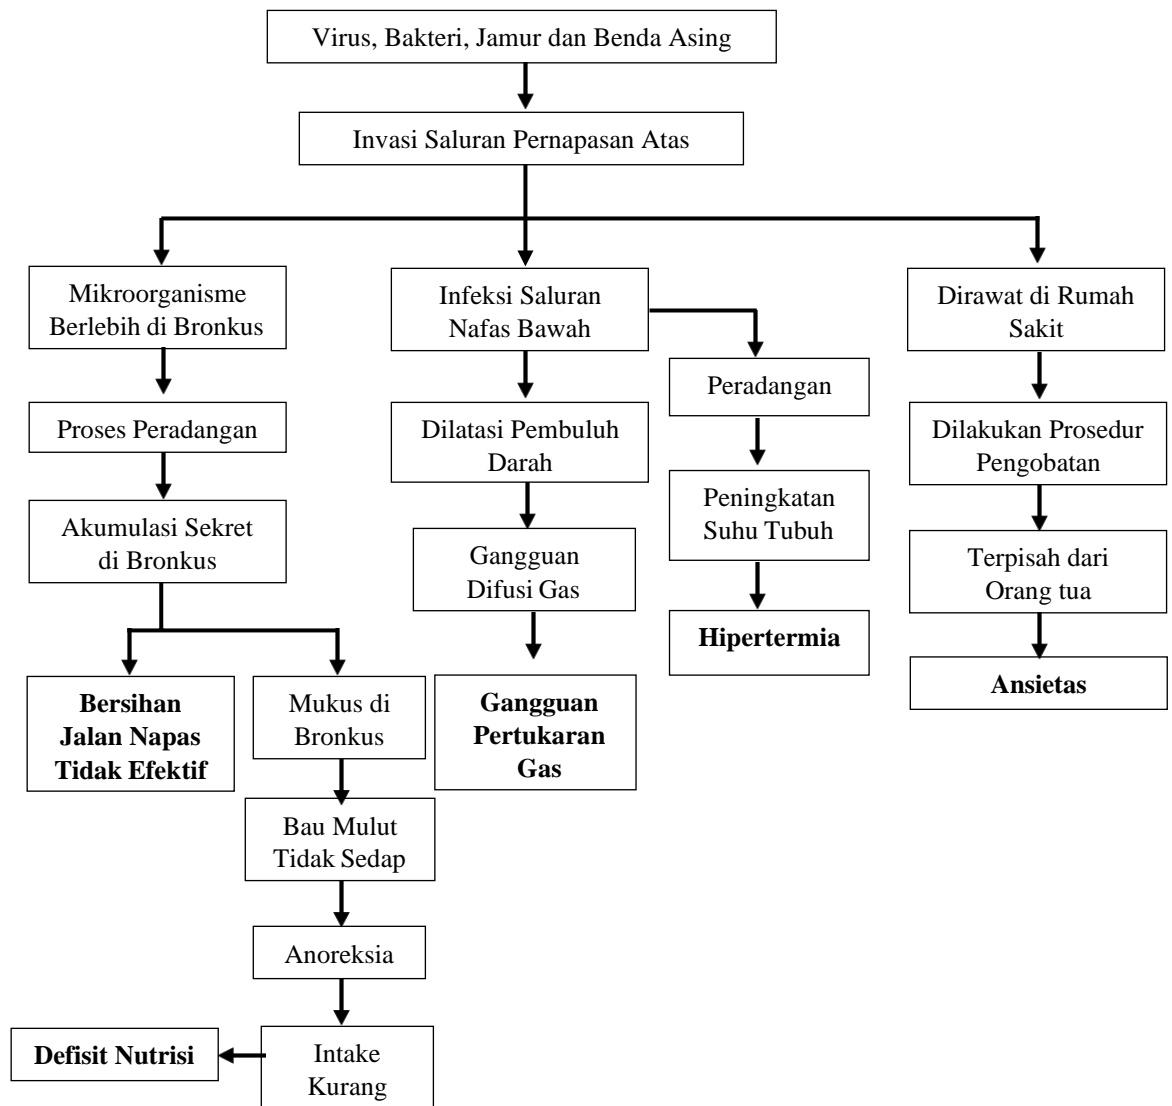 Virus, Bakteri, Jamur dan Benda Asing
Invasi Saluran Pernapasan Atas
Mikroorganisme
Berlebih di Bronkus
Proses Peradangan
Akumulasi Sekret
di Bronkus
Bersihan
Jalan Napas
Tidak Efektif
Mukus di
Bronkus
Bau Mulut
Tidak Sedap
Anoreksia
Intake
Kurang
Defisit Nutrisi
Infeksi Saluran
Nafas Bawah
Dilatasi Pembuluh
Darah
Gangguan
Difusi Gas
Gangguan
Pertukaran
Gas
Peradangan
Peningkatan
Suhu Tubuh
Hipertermia
Dirawat di Rumah
Sakit
Dilakukan Prosedur
Pengobatan
Terpisah dari
Orang tua
Ansietas